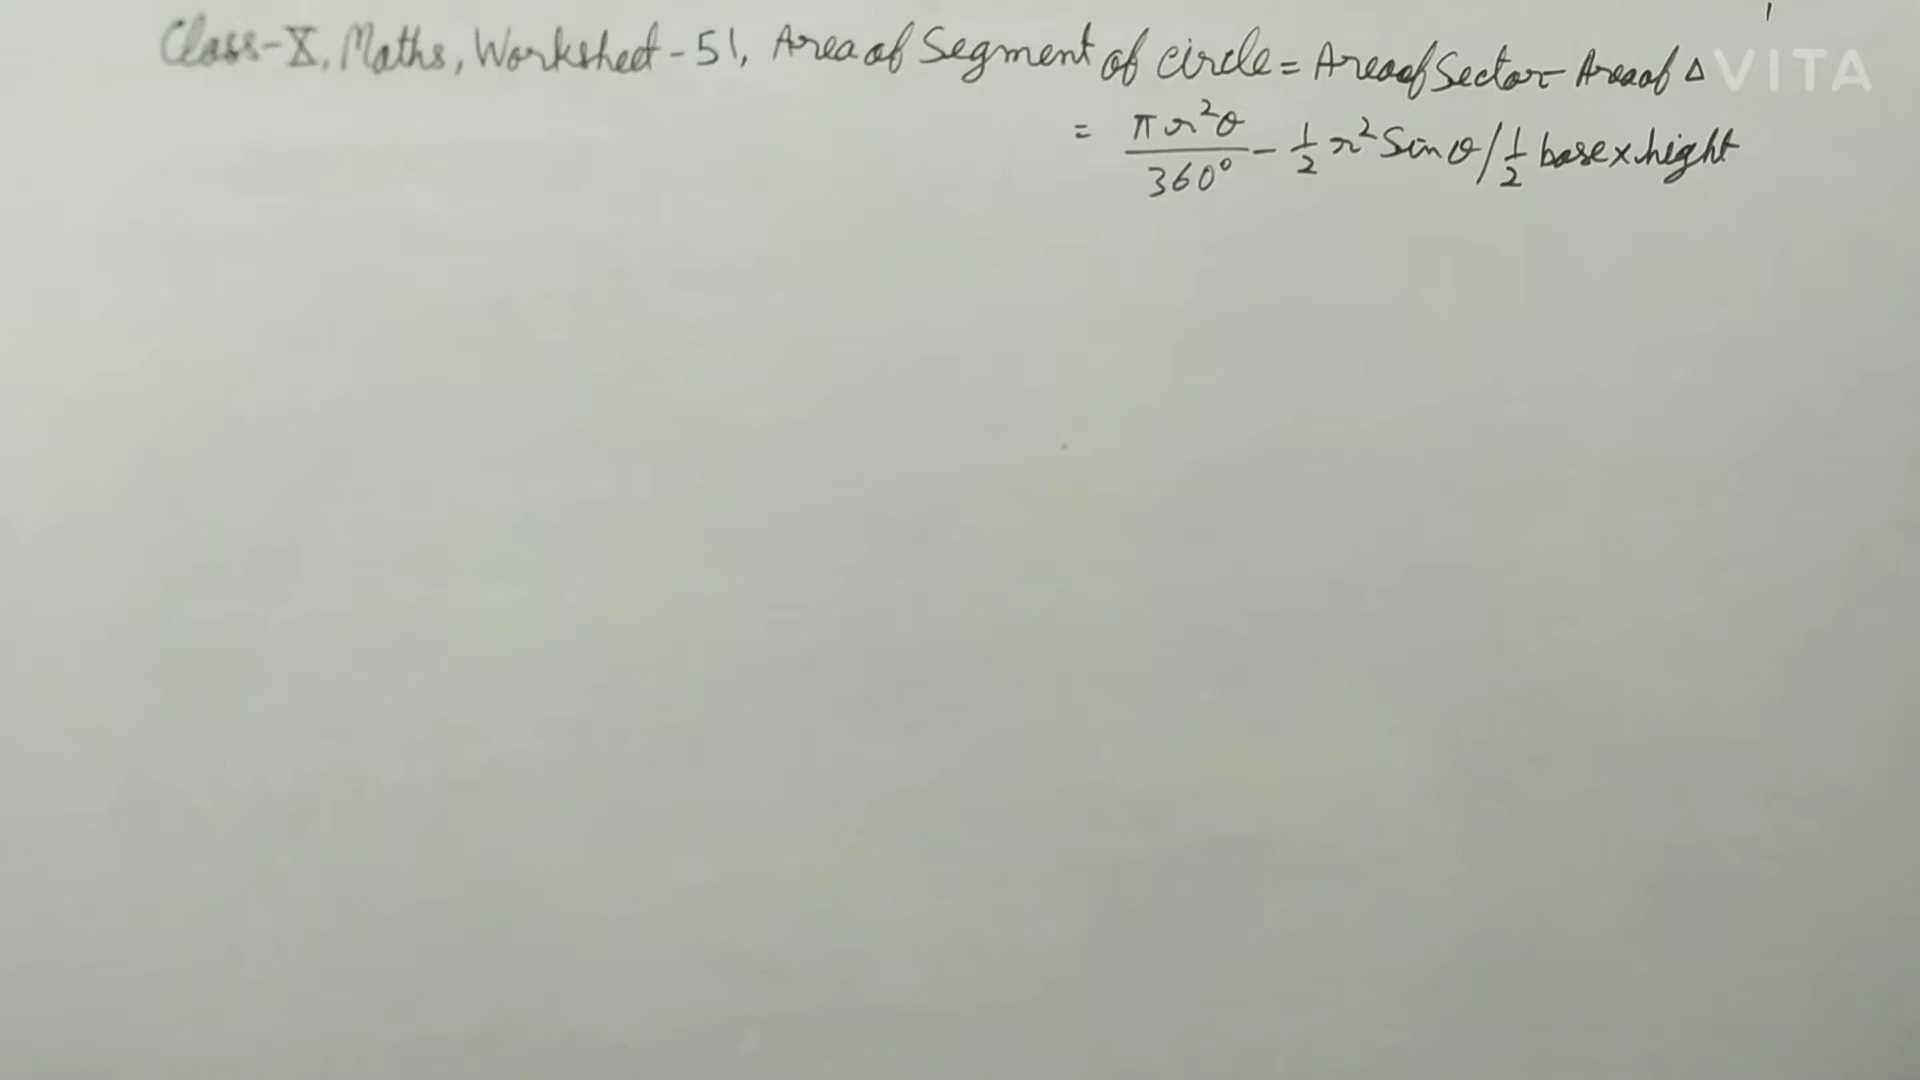 Class-X, Maths, Worksheet-51, Area of Segment of circle = Area of Sector - Area of Δ
= πr²θ/360° - 1/2 r² Sin θ / 1/2 base x hight
VITA